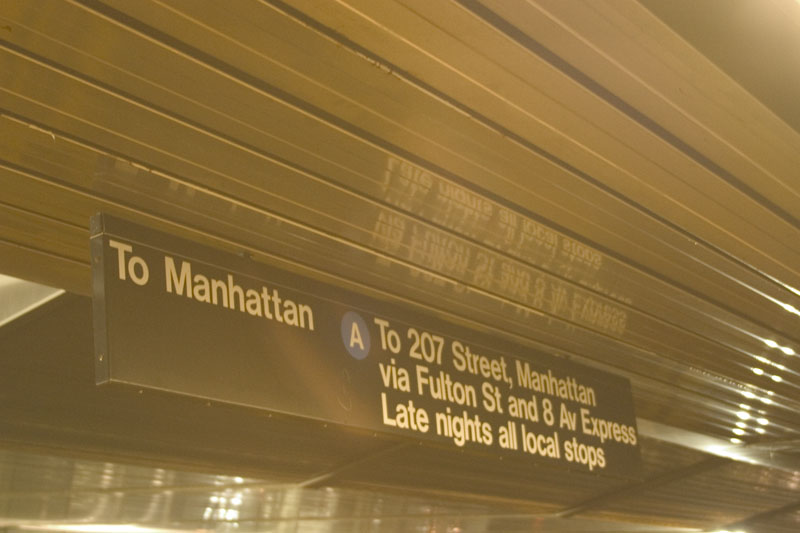 To Manhattan
A
To 207 Street, Manhattan
via Fulton St and 8 Av Express
Late nights all local stops